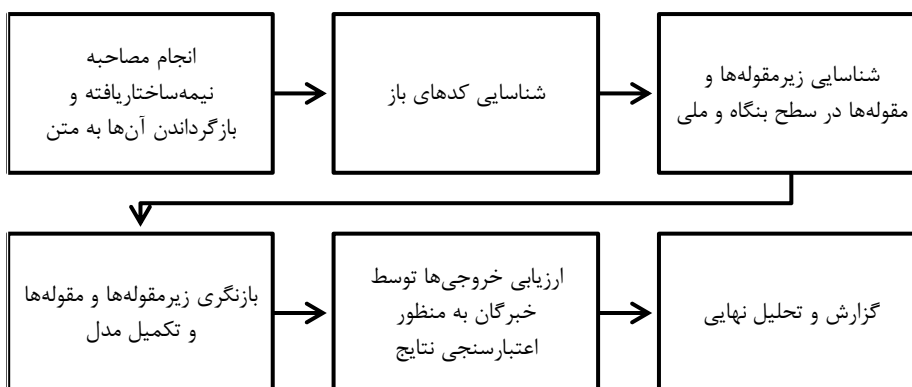 انجام مصاحبه
نیمه‌ساختاریافته و
بازگرداندن آن‌ها به متن
شناسایی کدهای باز
شناسایی زیرمقوله‌ها و
مقوله‌ها در سطح بنگاه و ملی
بازنگری زیرمقوله‌ها و مقوله‌ها
و تکمیل مدل
ارزیابی خروجی‌ها توسط
خبرگان به منظور
اعتبارسنجی نتایج
گزارش و تحلیل نهایی